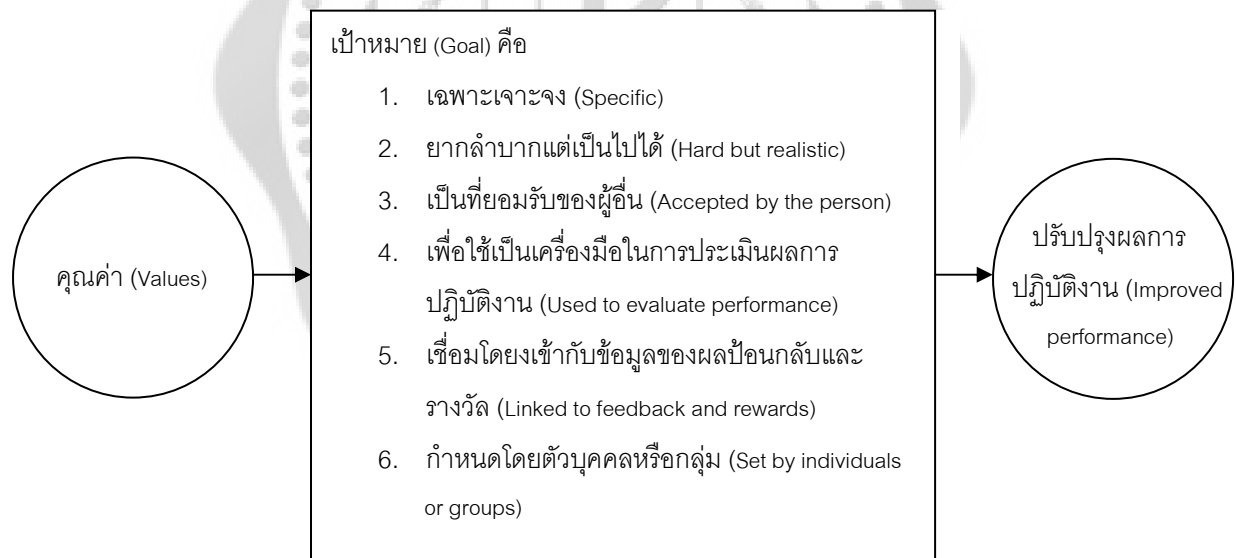 เป้าหมาย (Goal) คือ
1. เฉพาะเจาะจง (Specific)
2. ยากลำบากแต่เป็นไปได้ (Hard but realistic)
3. เป็นที่ยอมรับของผู้อื่น (Accepted by the person)
4. เพื่อใช้เป็นเครื่องมือในการประเมินผลการ
ปฏิบัติงาน (Used to evaluate performance)
5. เชื่อมโดยงเข้ากับข้อมูลของผลป้อนกลับและ
รางวัล (Linked to feedback and rewards)
6. กำหนดโดยตัวบุคคลหรือกลุ่ม (Set by individuals
or groups)
คุณค่า (Values)
ปรับปรุงผลการ
ปฏิบัติงาน (Improved
performance)